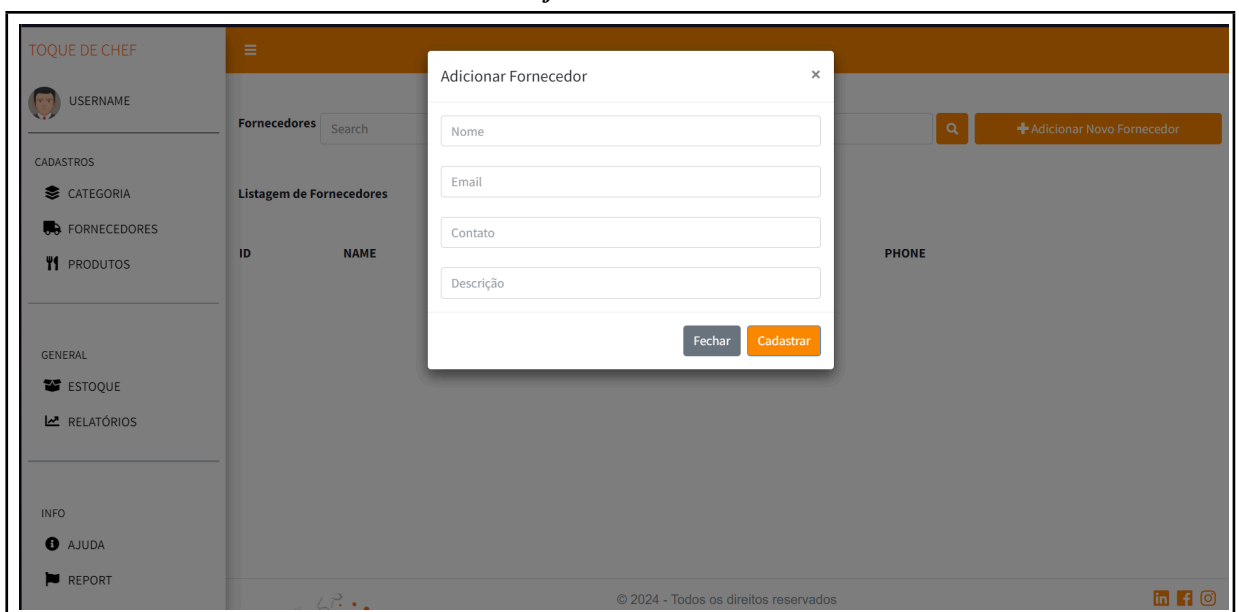 TOQUE DE CHEF
USERNAME
CADASTROS
CATEGORIA
FORNECEDORES
PRODUTOS
GENERAL
ESTOQUE
RELATÓRIOS
INFO
AJUDA
REPORT
Fornecedores Search
+ Adicionar Novo Fornecedor
Listagem de Fornecedores
ID NAME PHONE
Adicionar Fornecedor ×
Nome
Email
Contato
Descrição
Fechar Cadastrar
© 2024 - Todos os direitos reservados